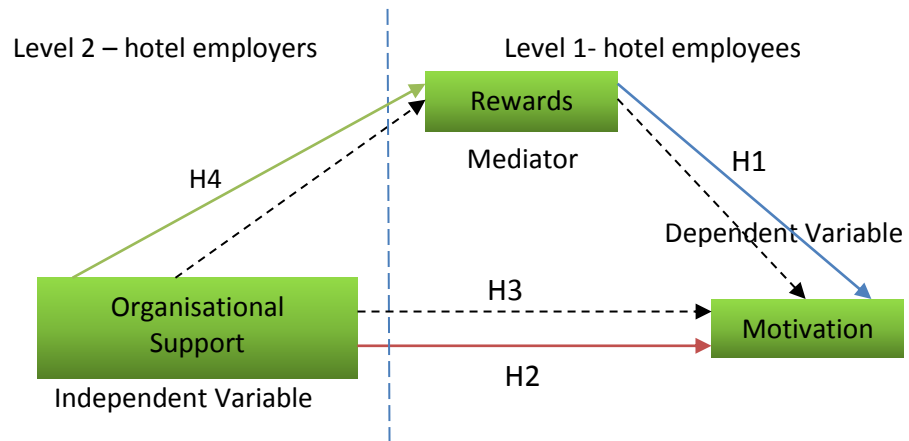 Level 2 – hotel employers
Level 1- hotel employees
Rewards
Mediator
H4
H1
Dependent Variable
Organisational
Support
H3
Motivation
H2
Independent Variable